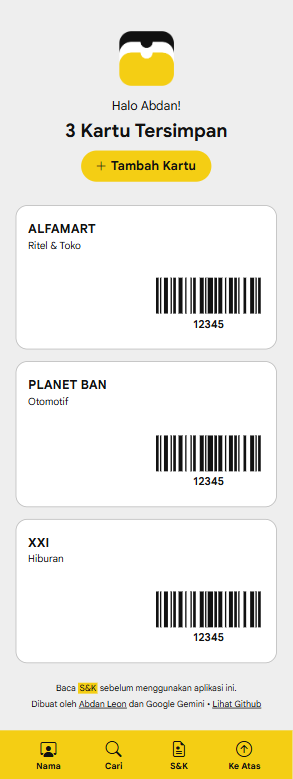 Halo Abdan!
3 Kartu Tersimpan
+ Tambah Kartu
ALFAMART
Ritel & Toko
12345
PLANET BAN
Otomotif
12345
XXI
Hiburan
12345
Baca S&K sebelum menggunakan aplikasi ini.
Dibuat oleh Abdan Leon dan Google Gemini • Lihat Github
Nama Cari S&K Ke Atas